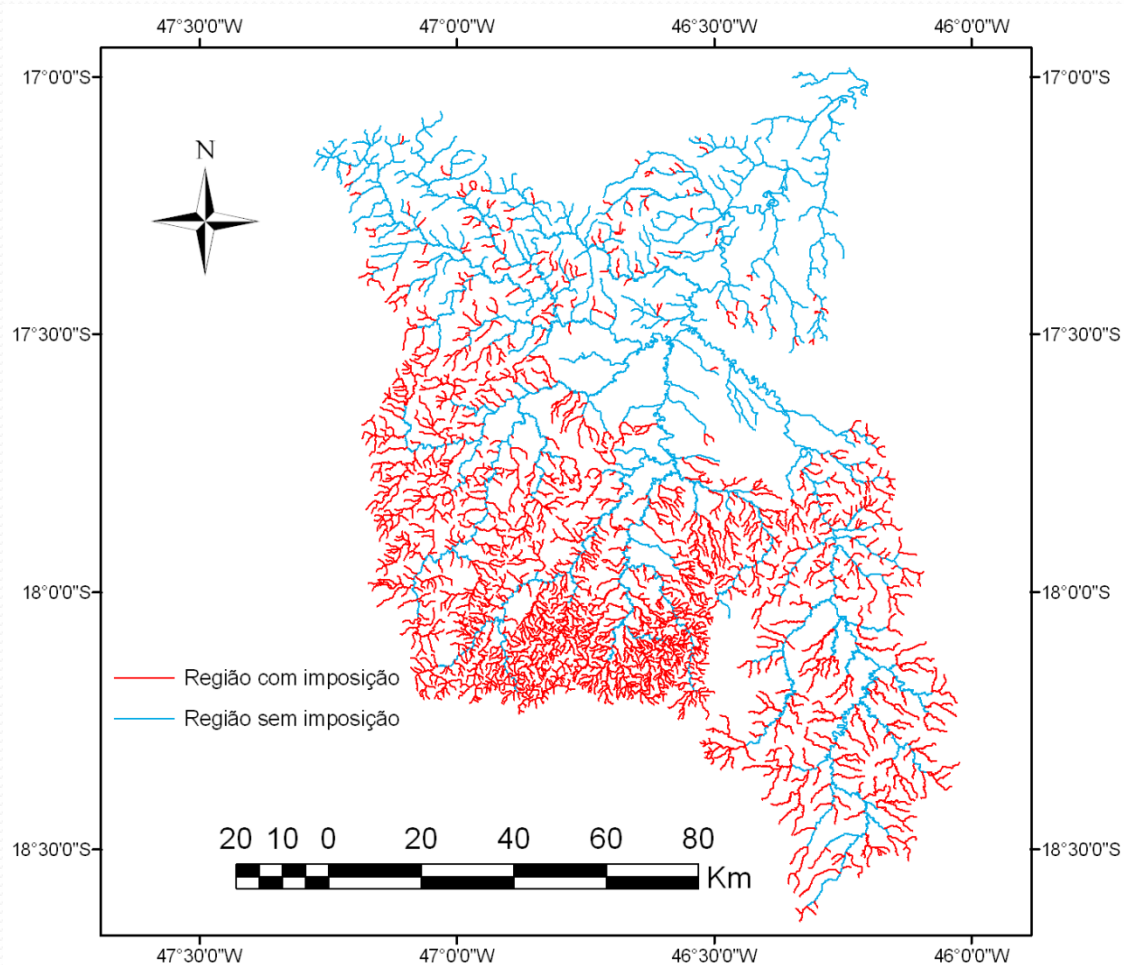 47°30'0"W 47°0'0"W 46°30'0"W 46°0'0"W
17°0'0"S 17°0'0"S
N
17°30'0"S 17°30'0"S
18°0'0"S 18°0'0"S
Região com imposição
Região sem imposição
20 10 0 20 40 60 80
Km
18°30'0"S 18°30'0"S
47°30'0"W 47°0'0"W 46°30'0"W 46°0'0"W